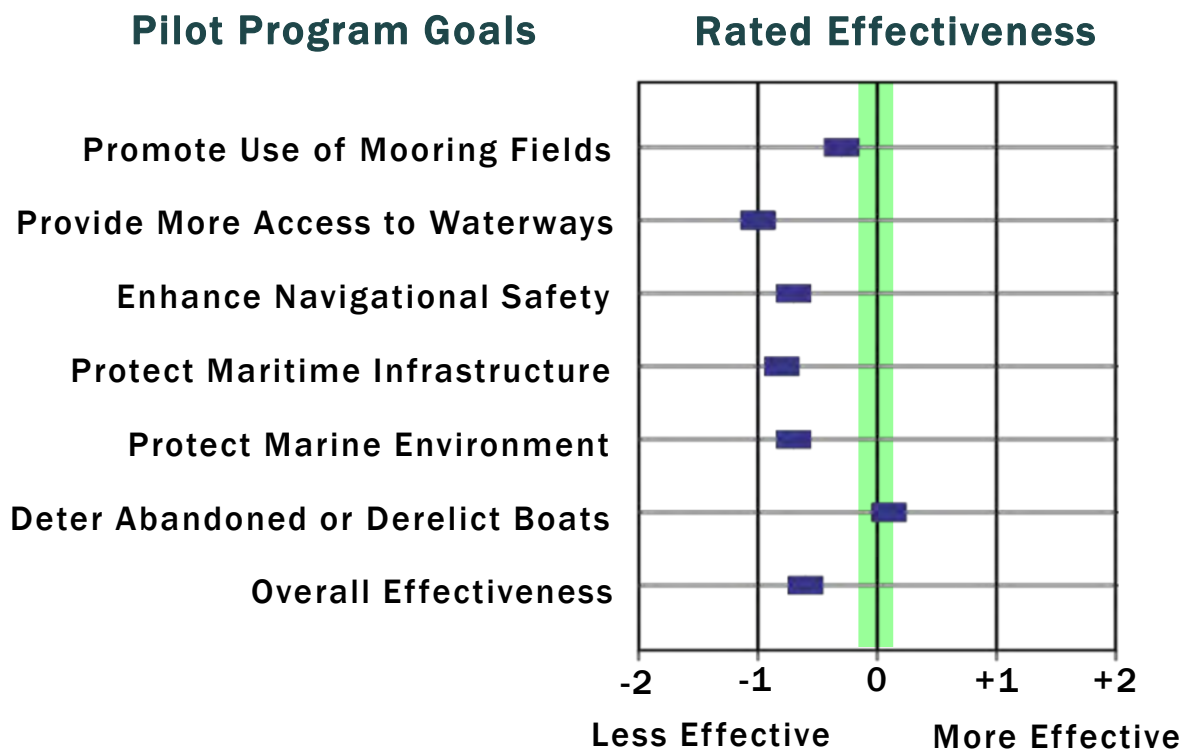 Pilot Program Goals
Rated Effectiveness
Promote Use of Mooring Fields
Provide More Access to Waterways
Enhance Navigational Safety
Protect Maritime Infrastructure
Protect Marine Environment
Deter Abandoned or Derelict Boats
Overall Effectiveness
-2 -1 0 +1 +2
Less Effective More Effective